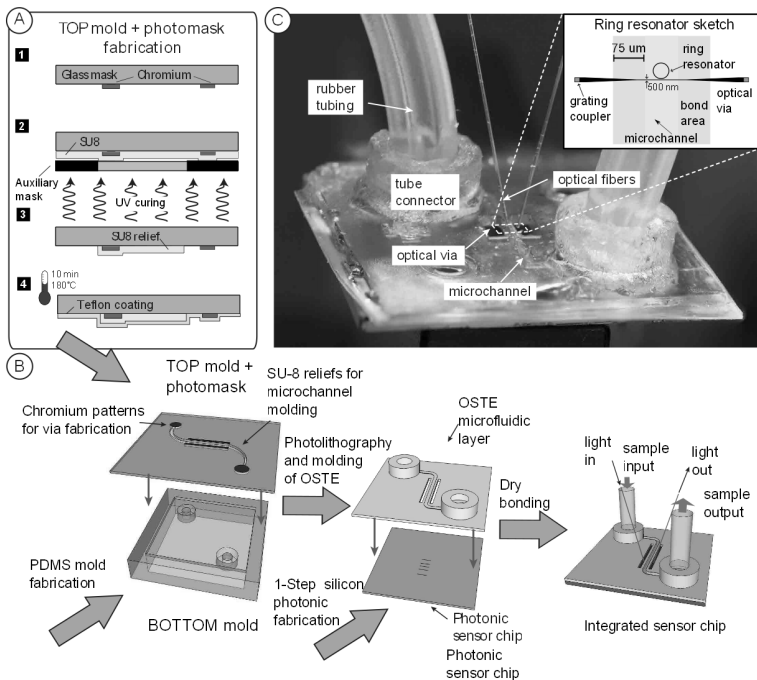 A
TOP mold + photomask
fabrication
1
Glass mask
Chromium
2
SU8
Auxiliary
mask
UV curing
3
SU8 relief
4
10 min
180°C
Teflon coating
C
rubber
tubing
tube
connector
optical fibers
optical via
microchannel
Ring resonator sketch
75 um
ring
resonator
500 nm
grating
coupler
optical
via
bond
area
microchannel
B
TOP mold +
photomask
SU-8 reliefs for
microchannel
molding
Chromium patterns
for via fabrication
Photolithography
and molding
of OSTE
OSTE
microfluidic
layer
Dry
bonding
light
in
sample
input
light
out
sample
output
PDMS mold
fabrication
BOTTOM mold
1-Step silicon
photonic
fabrication
Photonic
sensor chip
Photonic
sensor chip
Integrated sensor chip